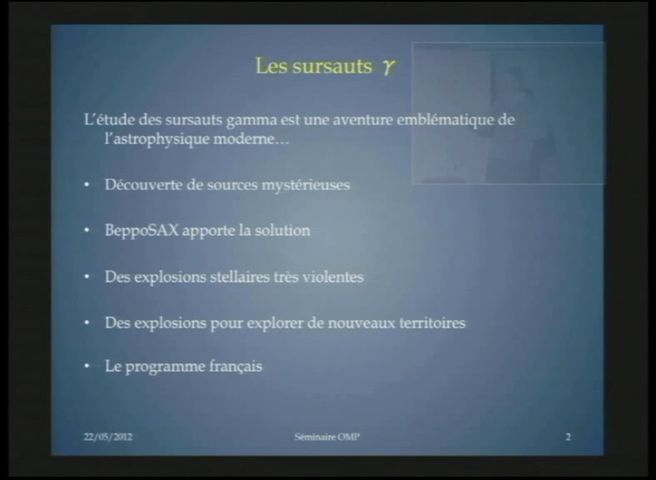 Les sursauts γ
L'étude des sursauts gamma est une aventure emblématique de
l'astrophysique moderne…
• Découverte de sources mystérieuses
• BeppoSAX apporte la solution
• Des explosions stellaires très violentes
• Des explosions pour explorer de nouveaux territoires
• Le programme français
22/05/2012 Séminaire OMP 2